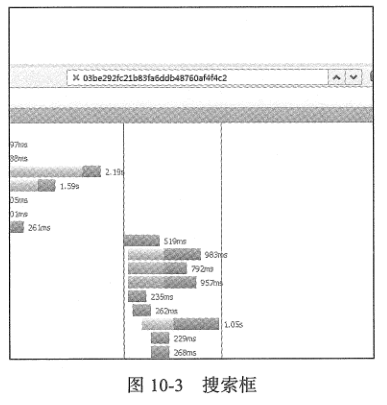 × 03be292fc21b83fa6ddb48760af4f4c2
97ms
88ms
2.19s
1.59s
05ms
01ms
261ms
519ms
983ms
792ms
957ms
235ms
262ms
1.05s
229ms
268ms
图 10-3 搜索框